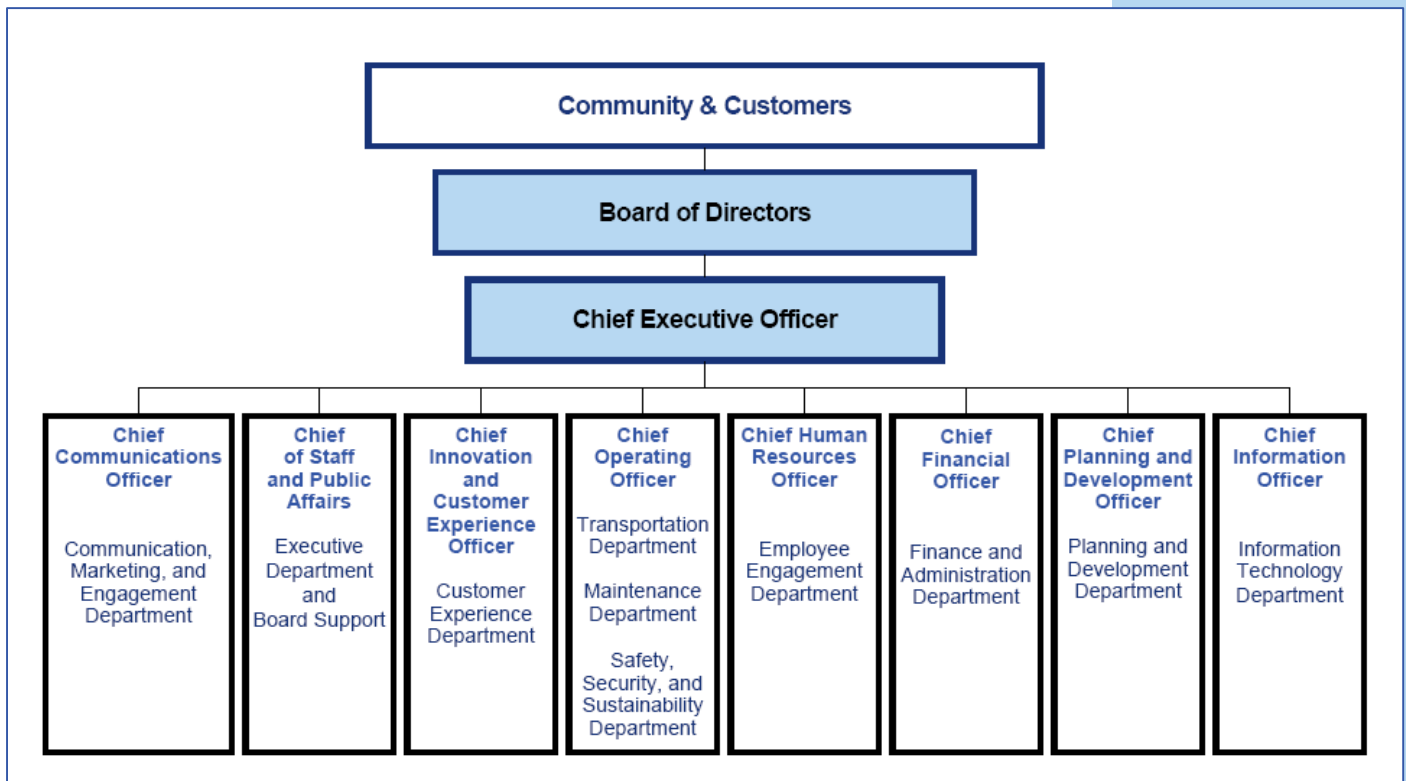 Community & Customers
Board of Directors
Chief Executive Officer
Chief
Communications
Officer
Communication,
Marketing, and
Engagement
Department
Chief
of Staff
and Public
Affairs
Executive
Department
and
Board Support
Chief
Innovation
and
Customer
Experience
Officer
Customer
Experience
Department
Chief
Operating
Officer
Transportation
Department
Maintenance
Department
Safety,
Security, and
Sustainability
Department
Chief Human
Resources
Officer
Employee
Engagement
Department
Chief
Financial
Officer
Finance and
Administration
Department
Chief
Planning and
Development
Officer
Planning and
Development
Department
Chief
Information
Officer
Information
Technology
Department